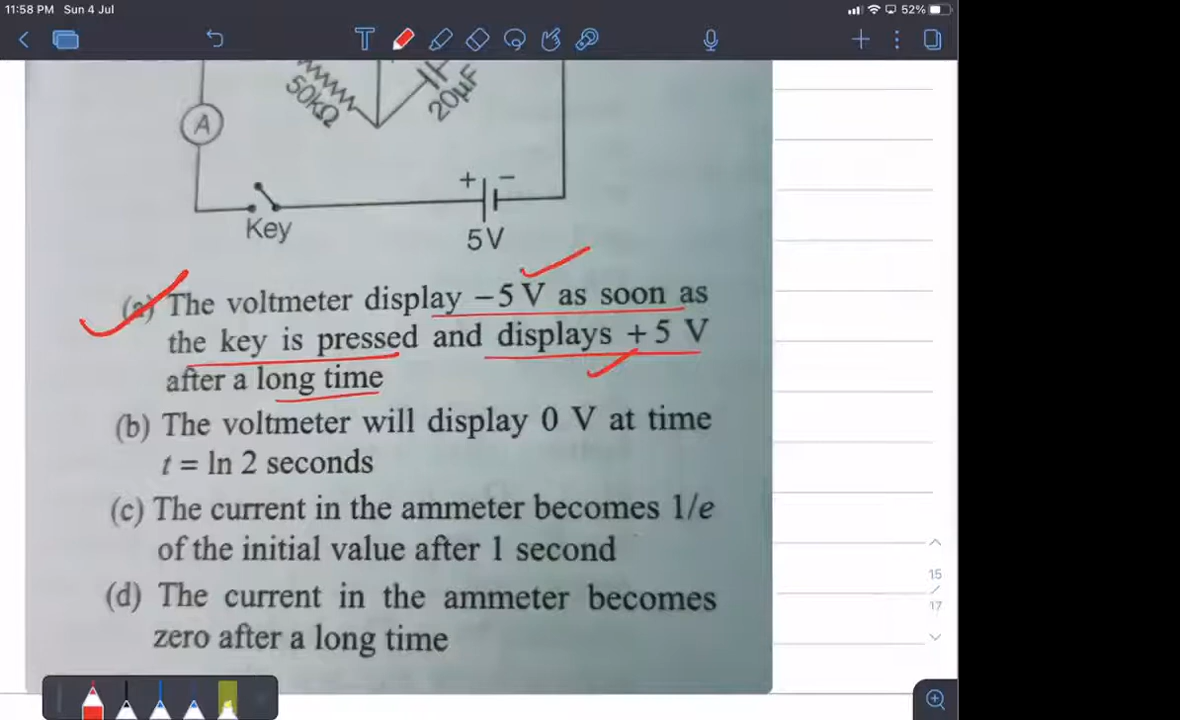 11:58 PM Sun 4 Jul
52%
T
50kΩ
20μF
A
+ −
Key
5V
(a) The voltmeter display −5 V as soon as
the key is pressed and displays +5 V
after a long time
(b) The voltmeter will display 0 V at time
t = ln 2 seconds
(c) The current in the ammeter becomes 1/e
of the initial value after 1 second
(d) The current in the ammeter becomes
zero after a long time
15
/
17